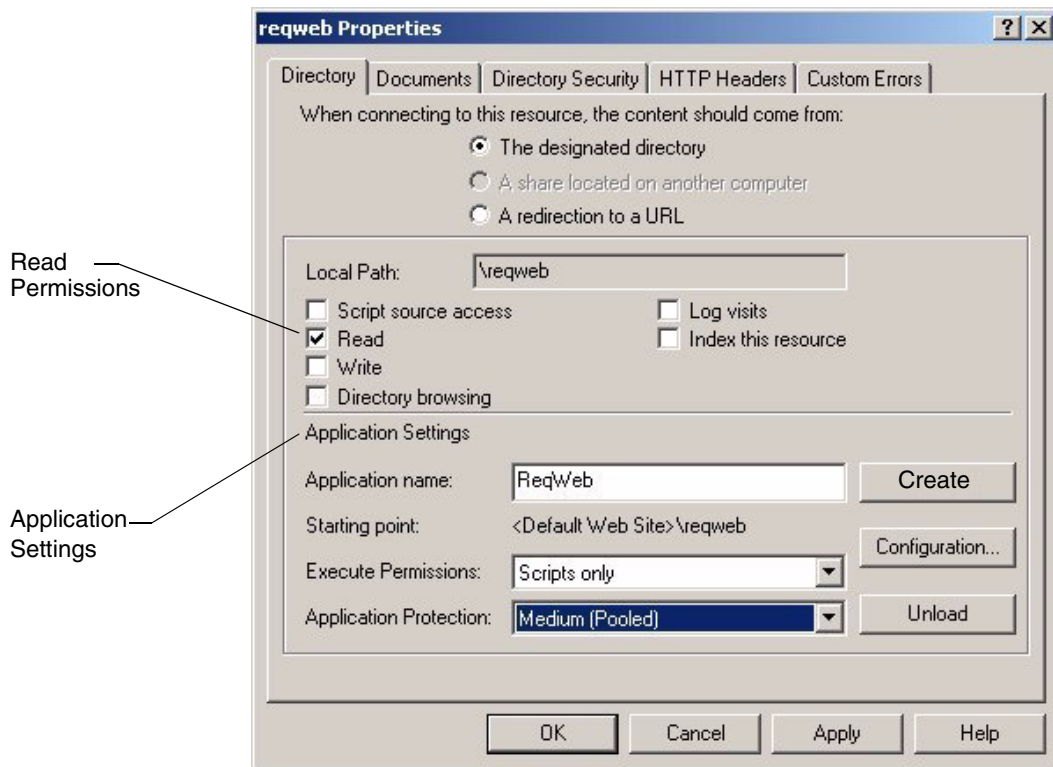 reqweb Properties
Directory Documents Directory Security HTTP Headers Custom Errors
When connecting to this resource, the content should come from:
The designated directory
A share located on another computer
A redirection to a URL
Read
Permissions
Local Path: \reqweb
Script source access Log visits
Read Index this resource
Write
Directory browsing
Application Settings
Application name: ReqWeb Create
Application
Settings
Starting point: <Default Web Site>\reqweb
Configuration...
Execute Permissions: Scripts only
Application Protection: Medium (Pooled) Unload
OK Cancel Apply Help